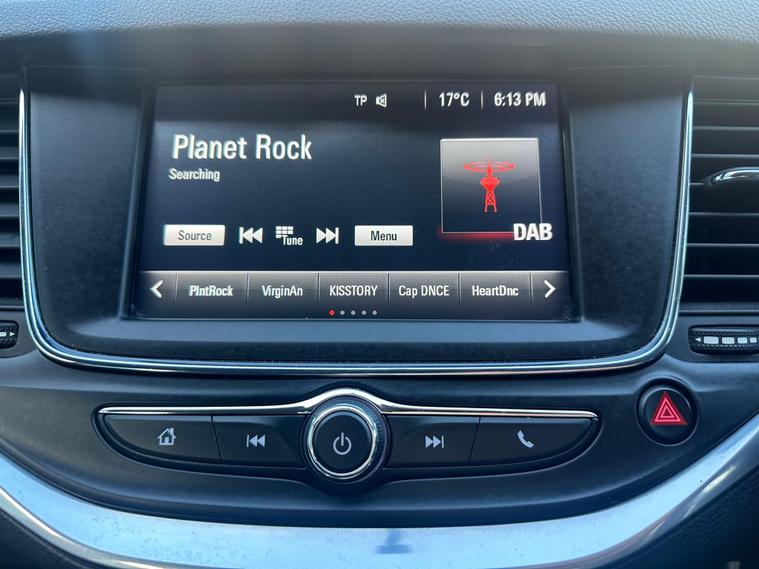 TP 17°C 6:13 PM
Planet Rock
Searching
DAB
Source Tune Menu
PlntRock VirginAn KISSTORY Cap DNCE HeartDnc